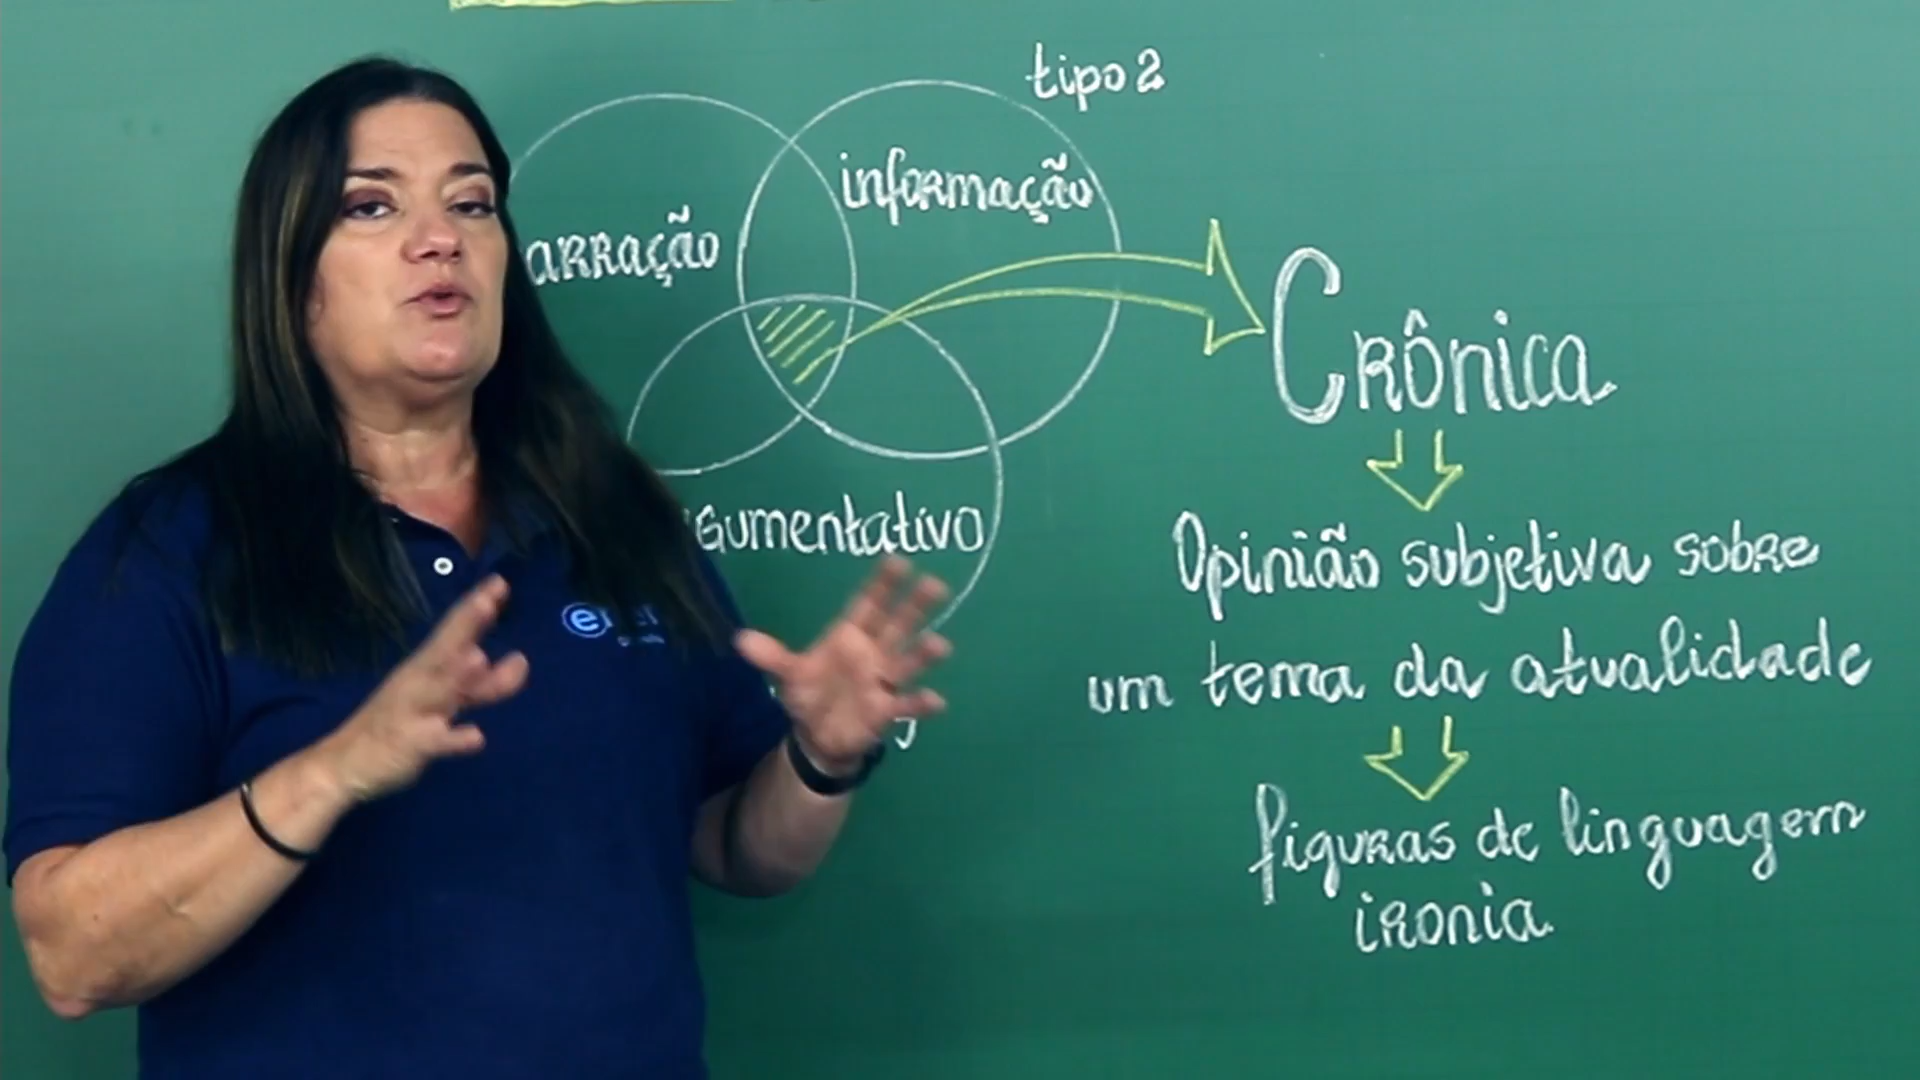 tipo 2
informação
arração
Crônica
gumentativo
Opinião subjetiva sobre
um tema da atualidade
figuras de linguagem
ironia